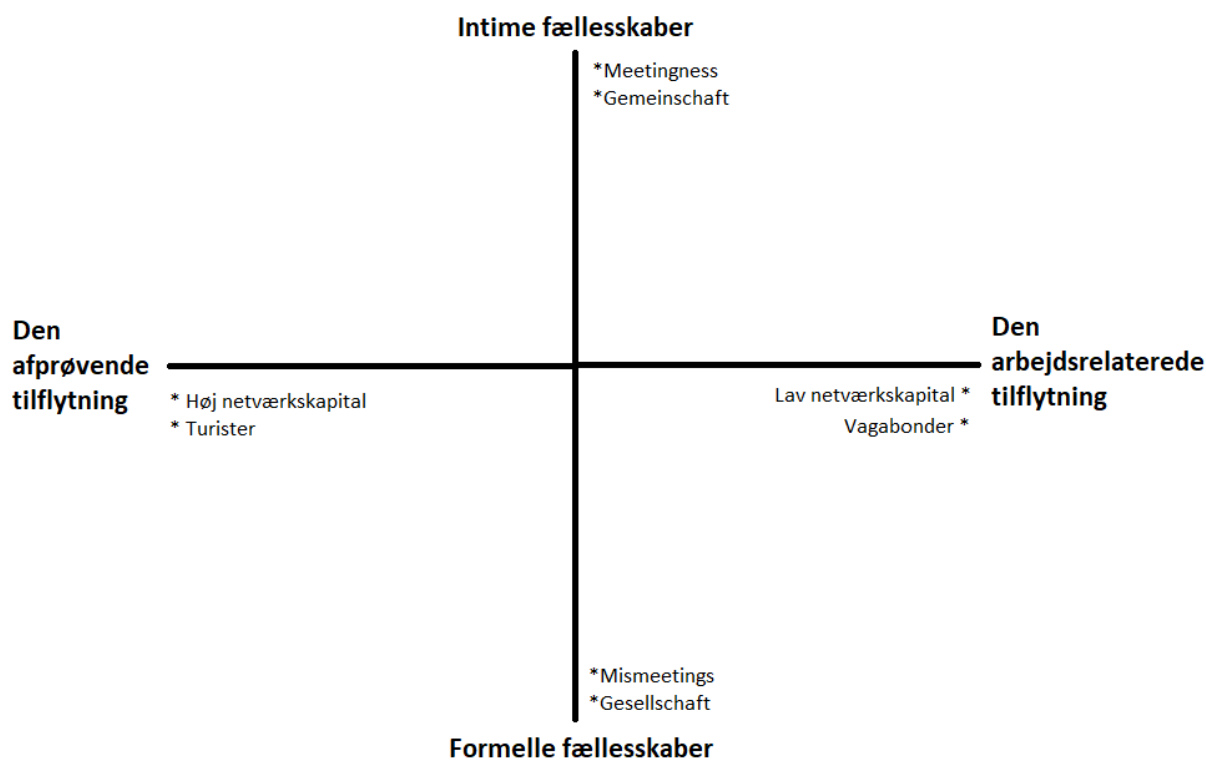 Intime fællesskaber
*Meetingness
*Gemeinschaft
Den
afprøvende
tilflytning
* Høj netværkskapital
* Turister
Den
arbejdsrelaterede
tilflytning
Lav netværkskapital *
Vagabonder *
*Mismeetings
*Gesellschaft
Formelle fællesskaber